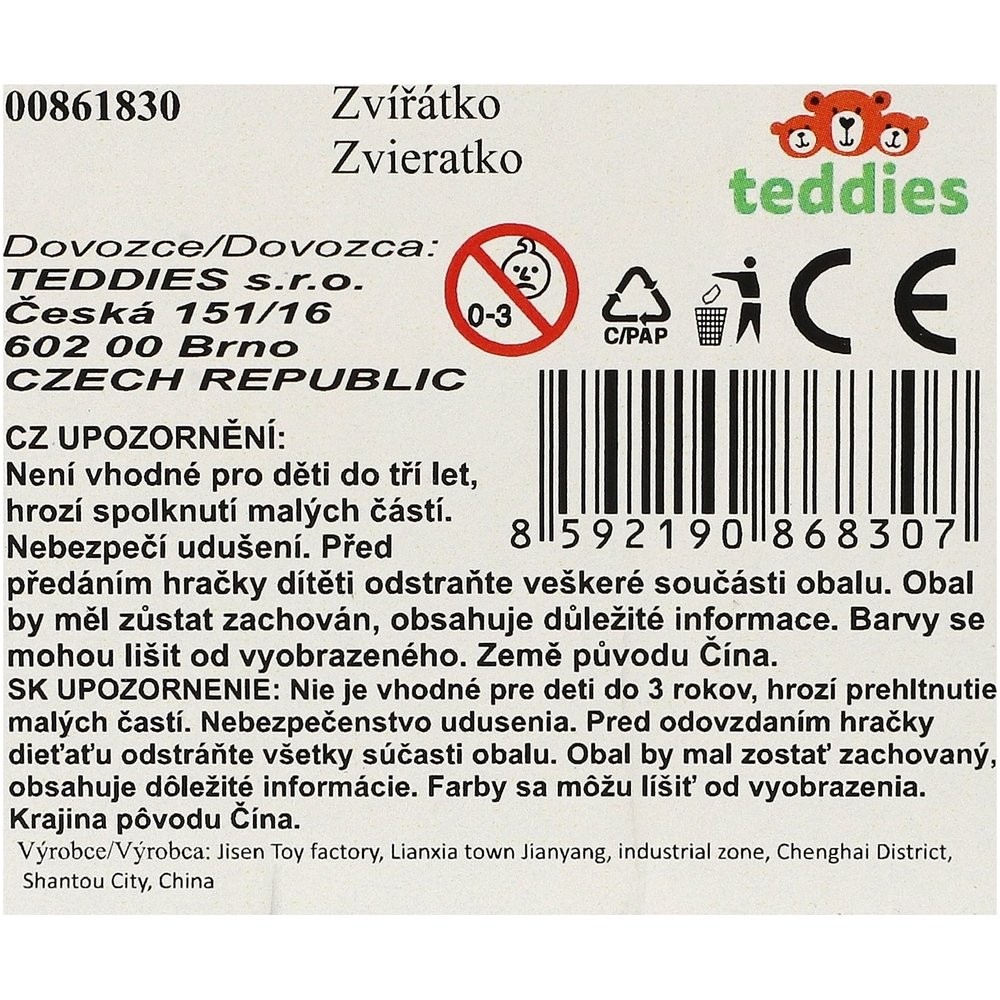 00861830
Zvířátko
Zvieratko
teddies
Dovozce/Dovozca:
TEDDIES s.r.o.
Česká 151/16
602 00 Brno
CZECH REPUBLIC
0-3
C/PAP
CE
8 592190 868307
CZ UPOZORNĚNÍ:
Není vhodné pro děti do tří let,
hrozí spolknutí malých částí.
Nebezpečí udušení. Před
předáním hračky dítěti odstraňte veškeré součásti obalu. Obal
by měl zůstat zachován, obsahuje důležité informace. Barvy se
mohou lišit od vyobrazeného. Země původu Čína.
SK UPOZORNENIE: Nie je vhodné pre deti do 3 rokov, hrozí prehltnutie
malých častí. Nebezpečenstvo udusenia. Pred odovzdaním hračky
dieťaťu odstráňte všetky súčasti obalu. Obal by mal zostať zachovaný,
obsahuje dôležité informácie. Farby sa môžu líšiť od vyobrazenia.
Krajina pôvodu Čína.
Výrobce/Výrobca: Jisen Toy factory, Lianxia town Jianyang, industrial zone, Chenghai District,
Shantou City, China